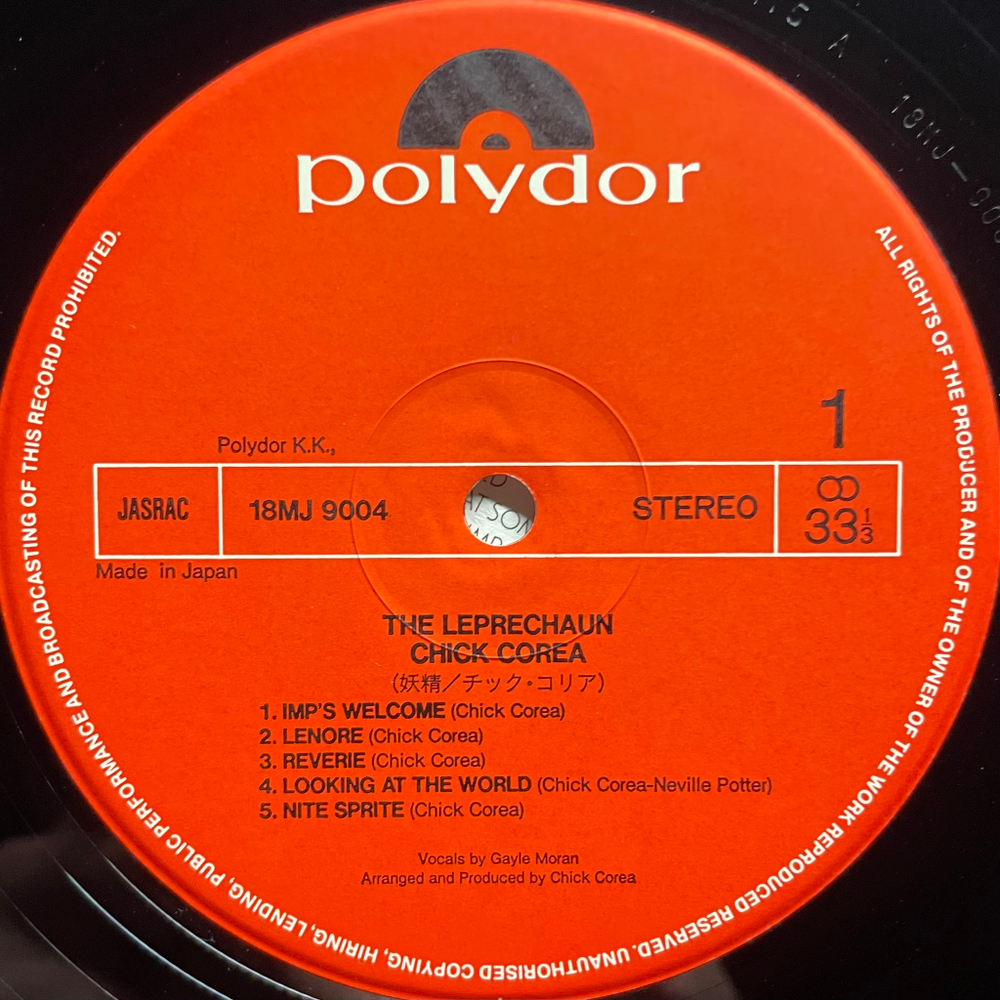 polydor
1
Polydor K.K.,
JASRAC
18MJ 9004
STEREO
33 1/3
Made in Japan
THE LEPRECHAUN
CHICK COREA
(妖精／チック・コリア)
1. IMP'S WELCOME (Chick Corea)
2. LENORE (Chick Corea)
3. REVERIE (Chick Corea)
4. LOOKING AT THE WORLD (Chick Corea-Neville Potter)
5. NITE SPRITE (Chick Corea)
Vocals by Gayle Moran
Arranged and Produced by Chick Corea
ALL RIGHTS OF THE PRODUCER AND OF THE OWNER OF THE WORK REPRODUCED RESERVED. UNAUTHORISED COPYING, HIRING, LENDING, PUBLIC PERFORMANCE AND BROADCASTING OF THIS RECORD PROHIBITED.